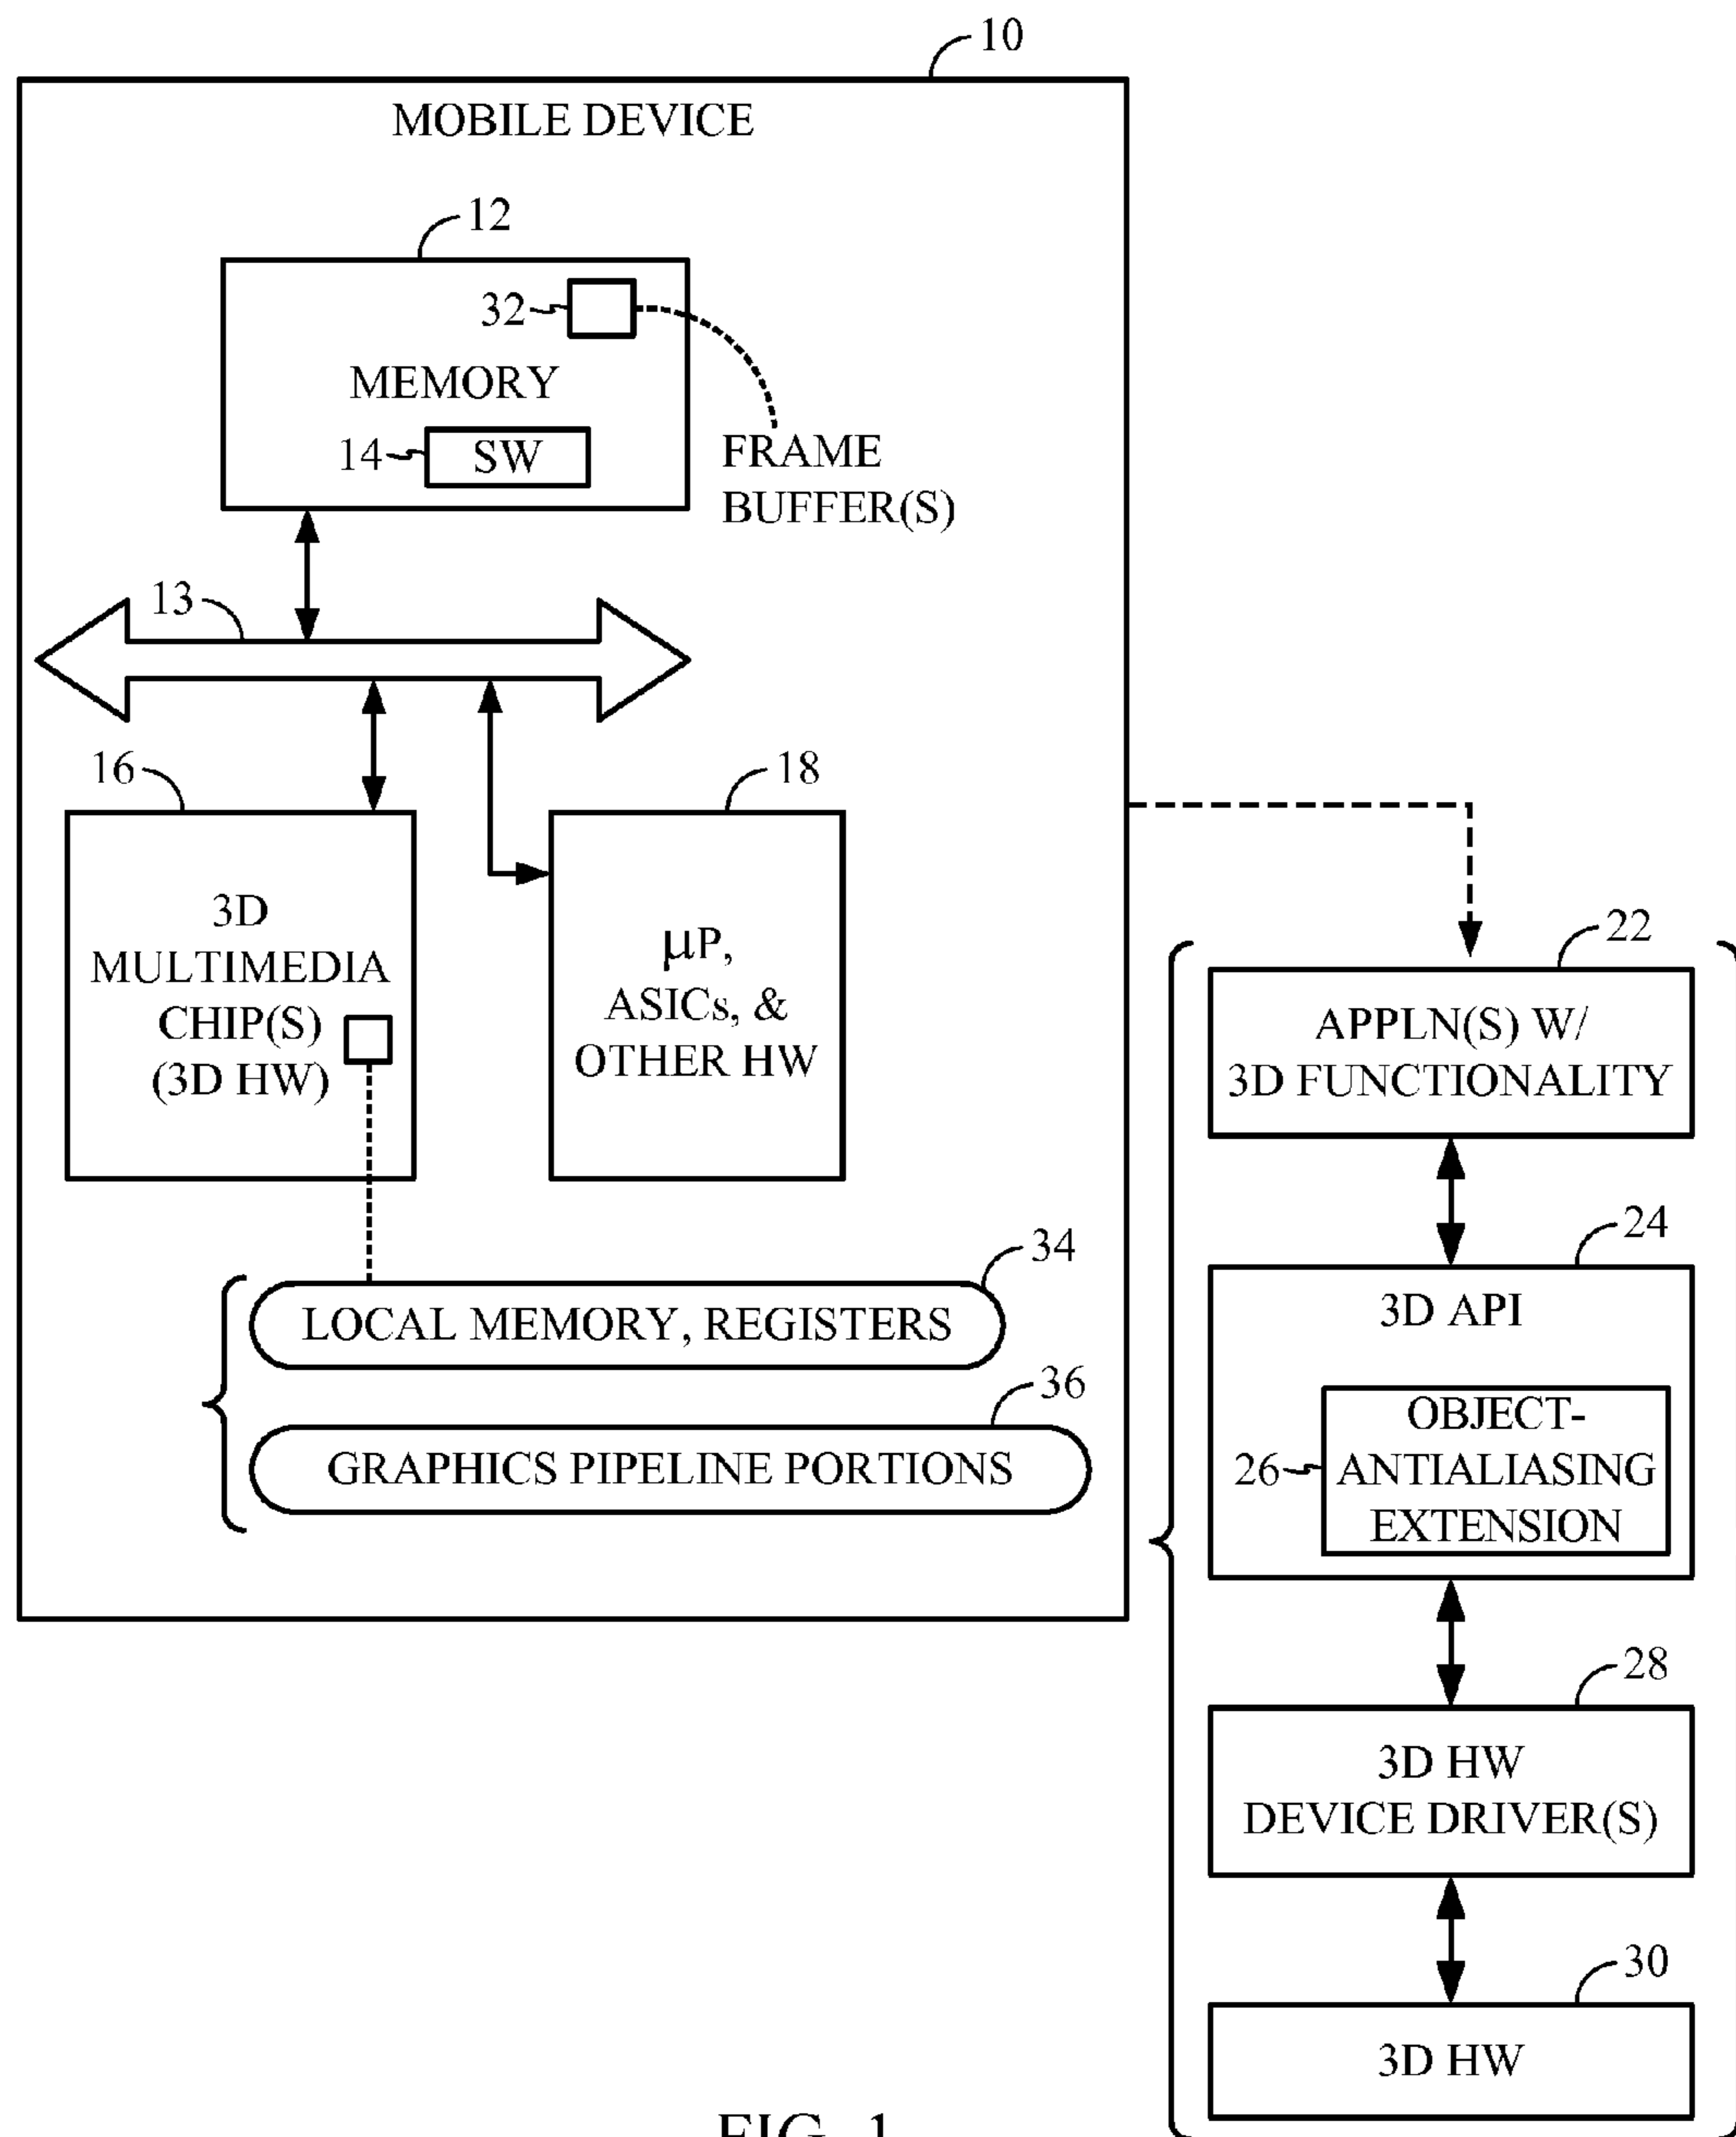 10
MOBILE DEVICE
12
32
MEMORY
14
SW
FRAME
BUFFER(S)
13
16
18
3D
MULTIMEDIA
CHIP(S)
(3D HW)
μP,
ASICs, &
OTHER HW
34
LOCAL MEMORY, REGISTERS
36
GRAPHICS PIPELINE PORTIONS
22
APPLN(S) W/
3D FUNCTIONALITY
24
3D API
26
OBJECT-
ANTIALIASING
EXTENSION
28
3D HW
DEVICE DRIVER(S)
30
3D HW
FIG. 1